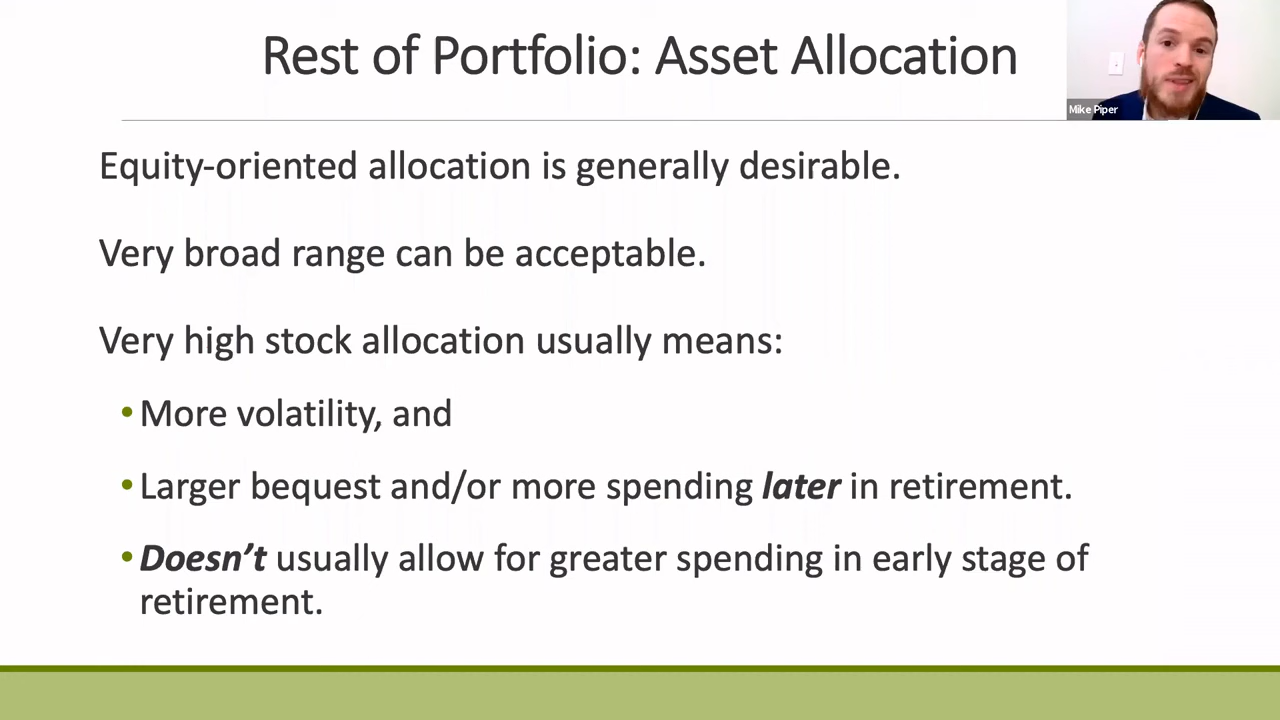 Rest of Portfolio: Asset Allocation
Mike Piper
Equity-oriented allocation is generally desirable.
Very broad range can be acceptable.
Very high stock allocation usually means:
• More volatility, and
• Larger bequest and/or more spending later in retirement.
• Doesn’t usually allow for greater spending in early stage of
retirement.